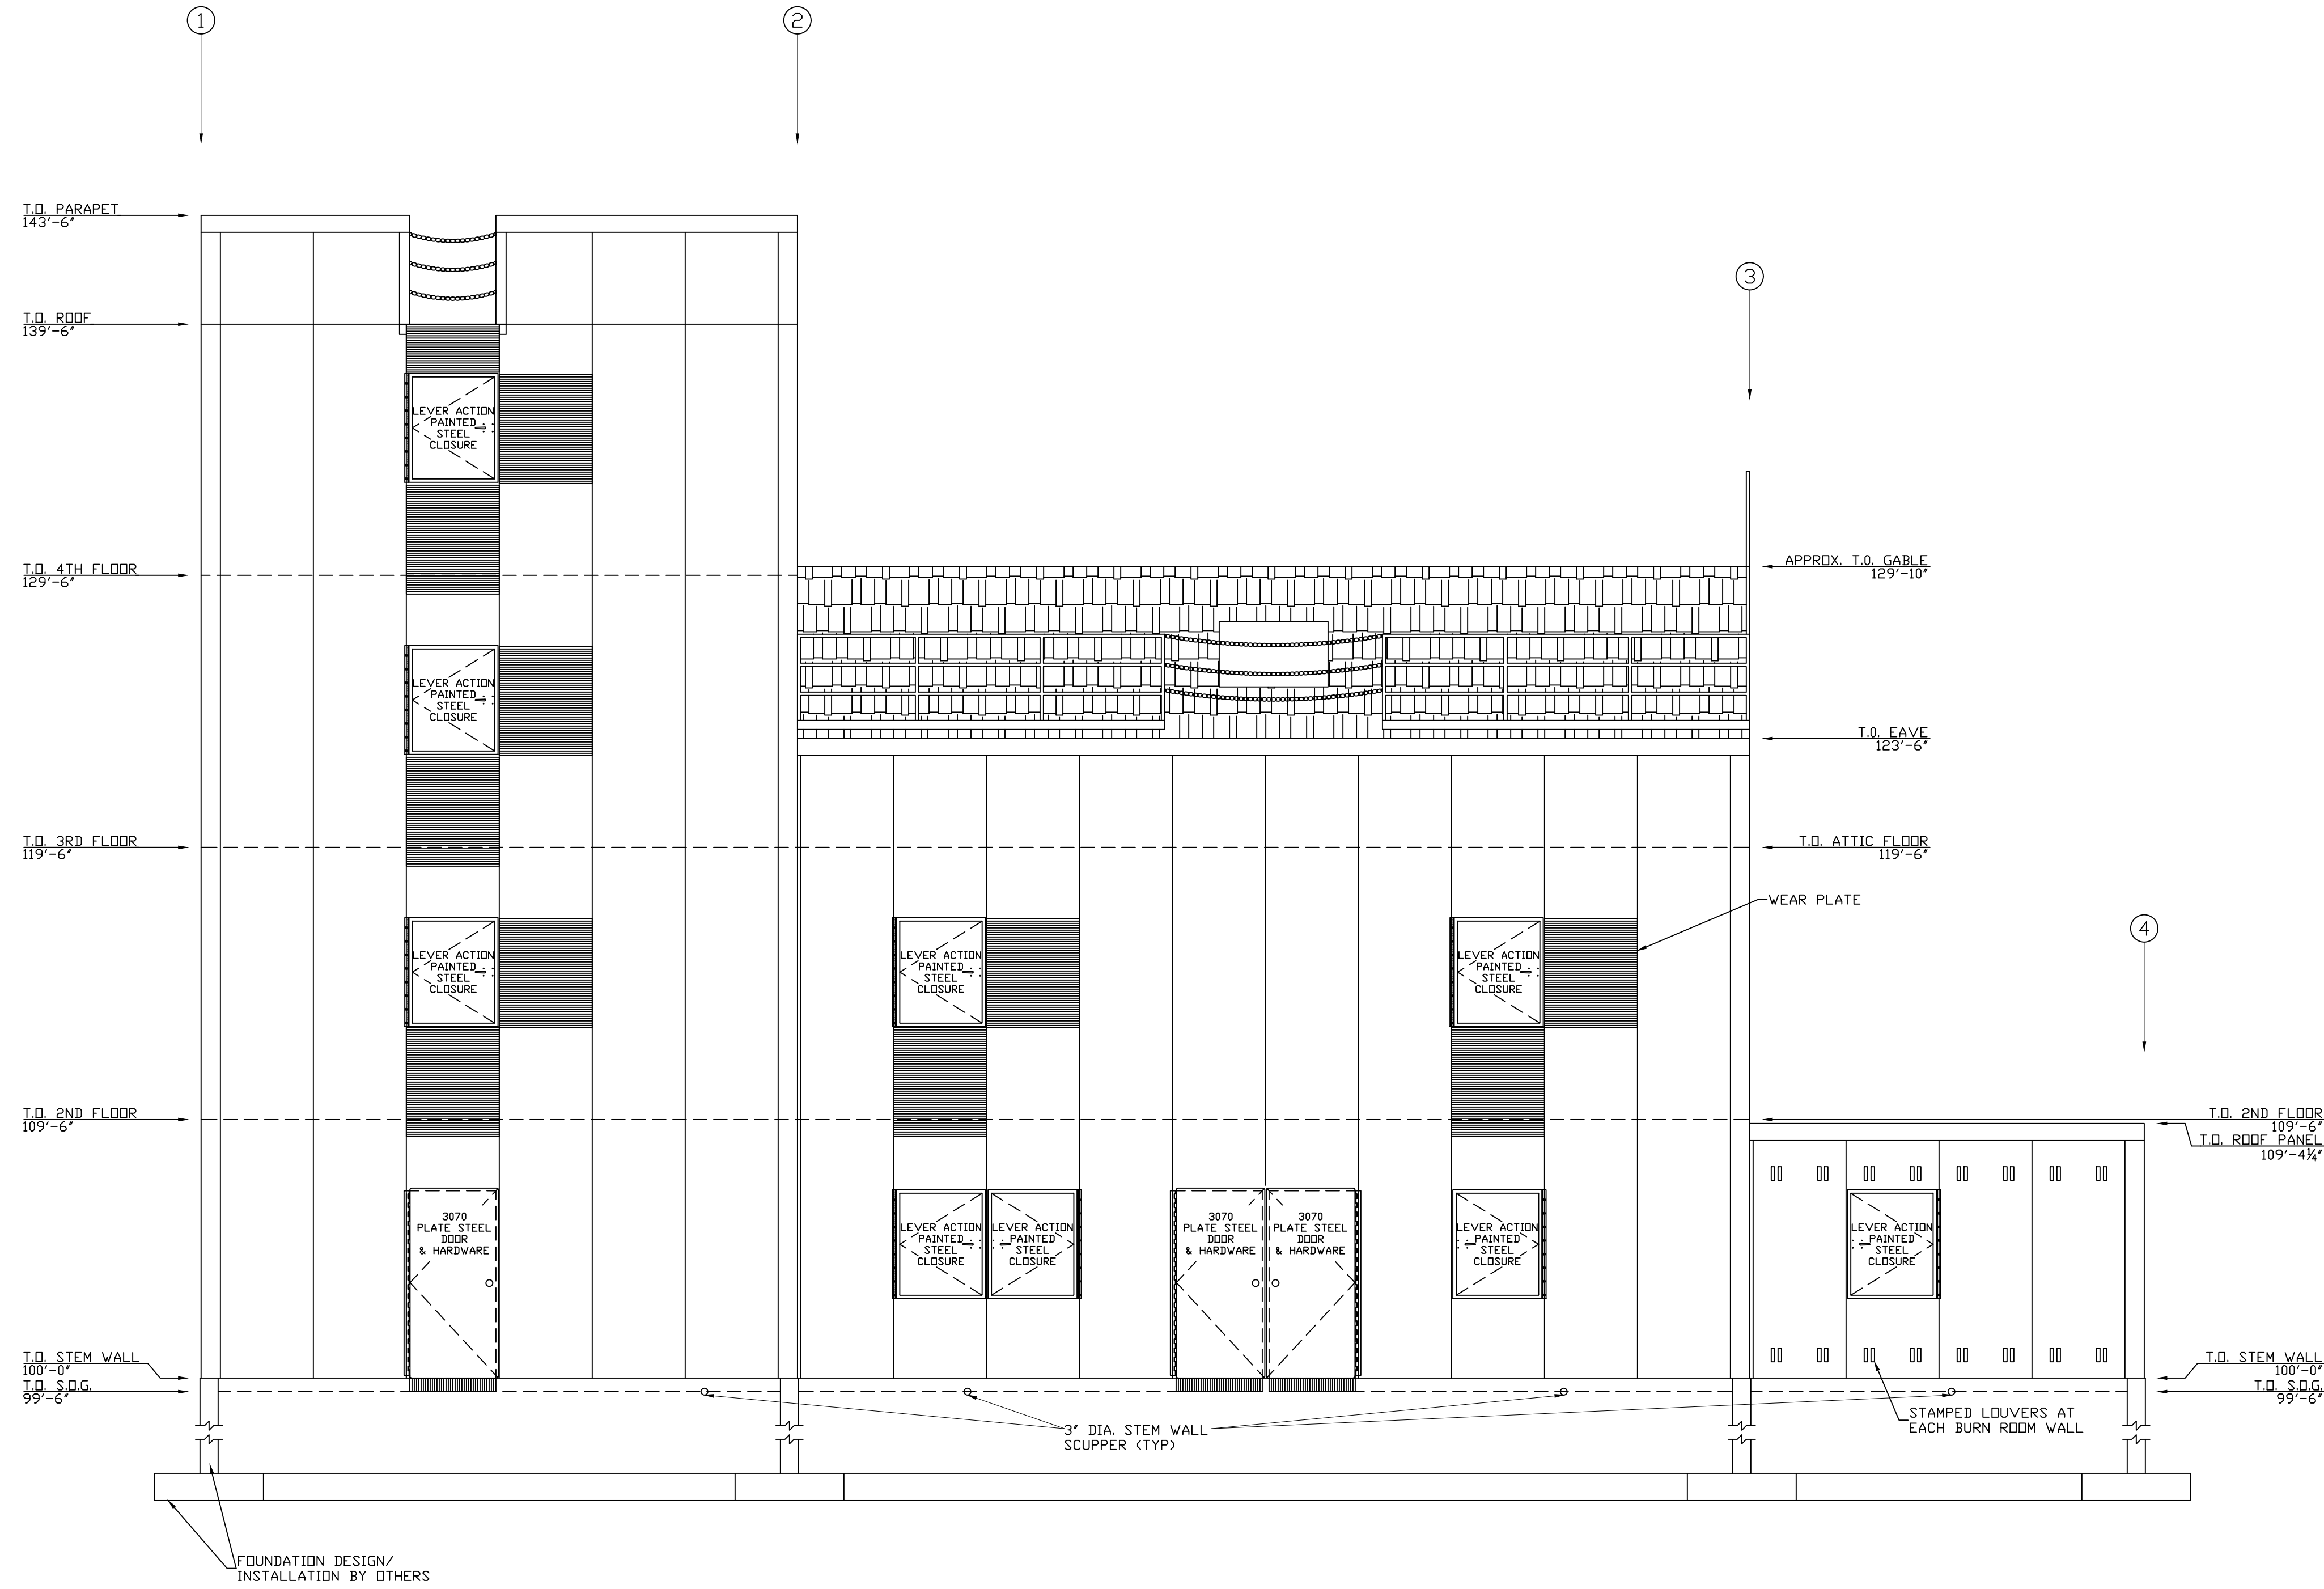 1
2
T.O. PARAPET
143'-6"
3
T.O. ROOF
139'-6"
LEVER ACTION
PAINTED
STEEL
CLOSURE
APPROX. T.O. GABLE
129'-10"
T.O. 4TH FLOOR
129'-6"
LEVER ACTION
PAINTED
STEEL
CLOSURE
T.O. EAVE
123'-6"
T.O. 3RD FLOOR
119'-6"
T.O. ATTIC FLOOR
119'-6"
WEAR PLATE
4
LEVER ACTION
PAINTED
STEEL
CLOSURE
LEVER ACTION
PAINTED
STEEL
CLOSURE
LEVER ACTION
PAINTED
STEEL
CLOSURE
T.O. 2ND FLOOR
109'-6"
T.O. 2ND FLOOR
109'-6"
T.O. ROOF PANEL
109'-4¼"
3070
PLATE STEEL
DOOR
& HARDWARE
LEVER ACTION
PAINTED
STEEL
CLOSURE
LEVER ACTION
PAINTED
STEEL
CLOSURE
3070
PLATE STEEL
DOOR
& HARDWARE
3070
PLATE STEEL
DOOR
& HARDWARE
LEVER ACTION
PAINTED
STEEL
CLOSURE
LEVER ACTION
PAINTED
STEEL
CLOSURE
T.O. STEM WALL
100'-0"
T.O. S.O.G.
99'-6"
T.O. STEM WALL
100'-0"
T.O. S.O.G.
99'-6"
3" DIA. STEM WALL
SCUPPER (TYP)
STAMPED LOUVERS AT
EACH BURN ROOM WALL
FOUNDATION DESIGN/
INSTALLATION BY OTHERS